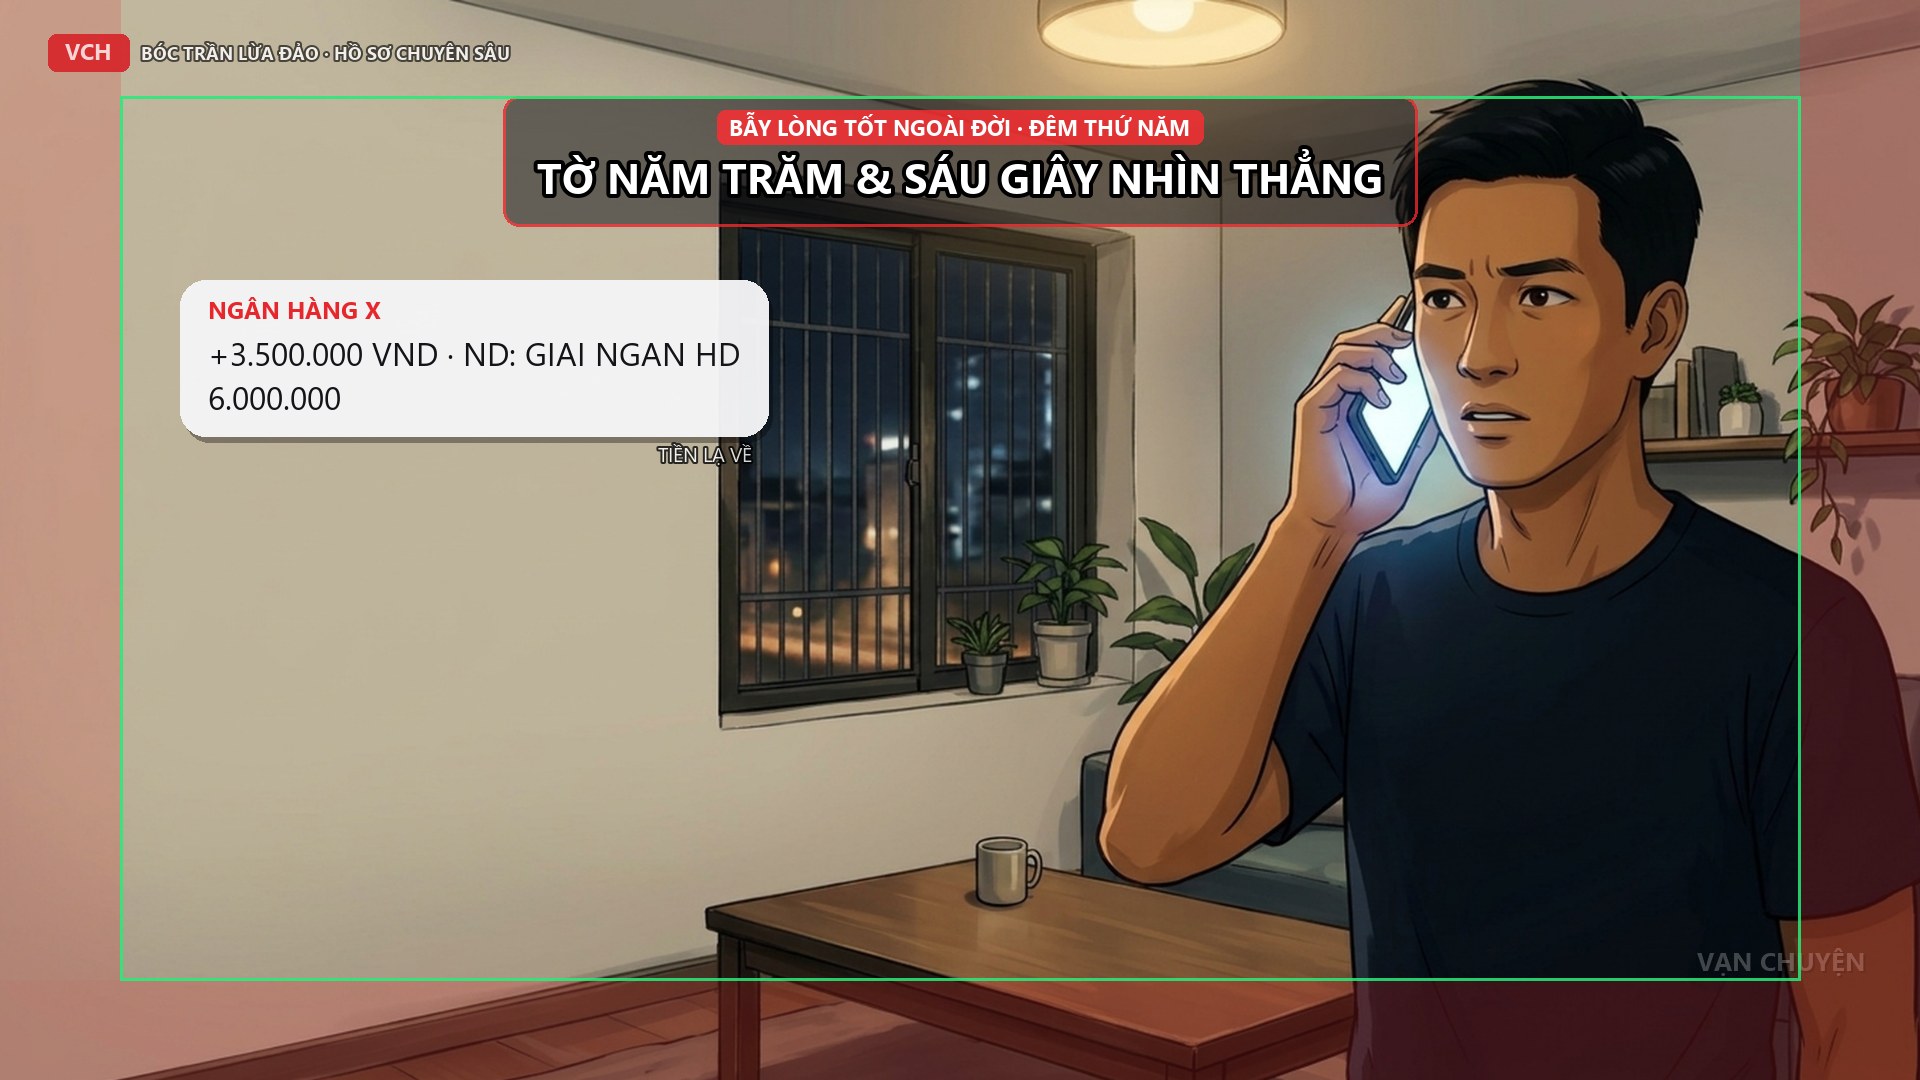 VCH BÓC TRẦN LỪA ĐẢO · HỒ SƠ CHUYÊN SÂU
BẪY LÒNG TỐT NGOÀI ĐỜI · ĐÊM THỨ NĂM
TỜ NĂM TRĂM & SÁU GIÂY NHÌN THẲNG
NGÂN HÀNG X
+3.500.000 VND · ND: GIAI NGAN HD
6.000.000
TIỀN LẠ VỀ
VẠN CHUYỆN